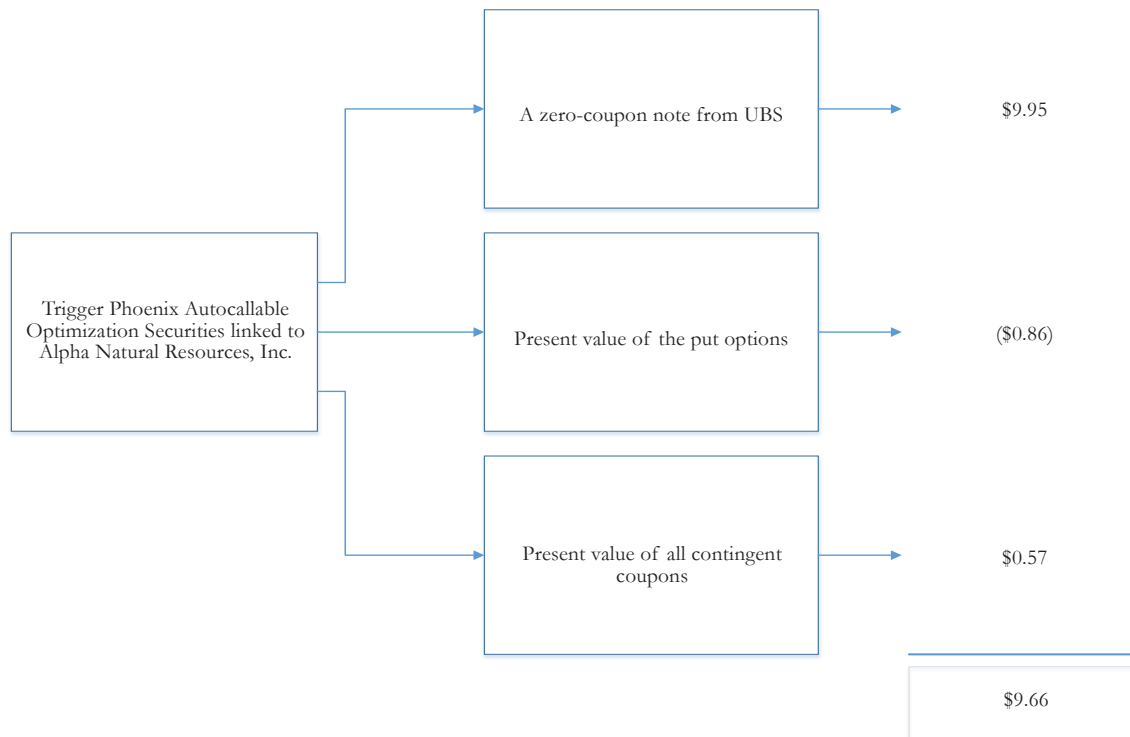 A zero-coupon note from UBS
$9.95
Trigger Phoenix Autocallable
Optimization Securities linked to
Alpha Natural Resources, Inc.
Present value of the put options
($0.86)
Present value of all contingent
coupons
$0.57
$9.66